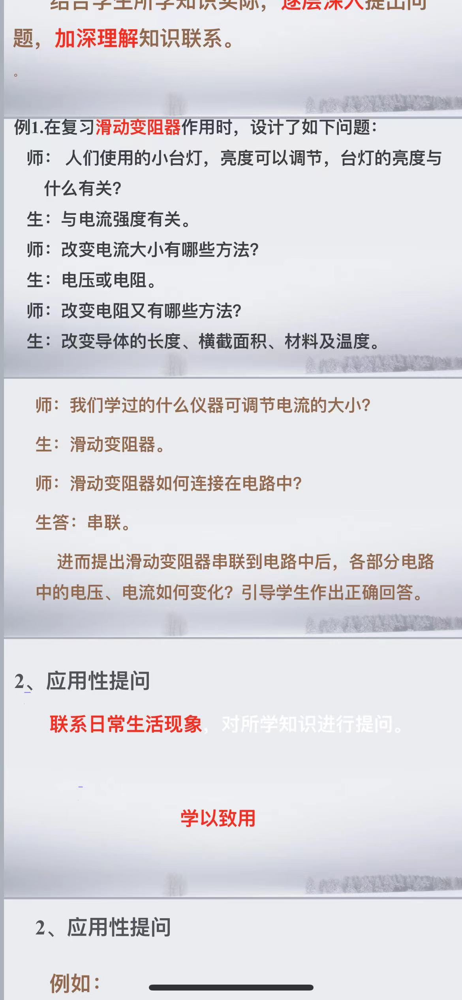 结合学生所学知识实际，逐层深入提出问
题，加深理解知识联系。
。
例1.在复习滑动变阻器作用时，设计了如下问题：
师： 人们使用的小台灯，亮度可以调节，台灯的亮度与
什么有关？
生：与电流强度有关。
师：改变电流大小有哪些方法？
生：电压或电阻。
师：改变电阻又有哪些方法？
生：改变导体的长度、横截面积、材料及温度。
师：我们学过的什么仪器可调节电流的大小？
生：滑动变阻器。
师：滑动变阻器如何连接在电路中？
生答：串联。
进而提出滑动变阻器串联到电路中后，各部分电路
中的电压、电流如何变化？引导学生作出正确回答。
2、应用性提问
联系日常生活现象，对所学知识进行提问。
学以致用
2、应用性提问
例如：